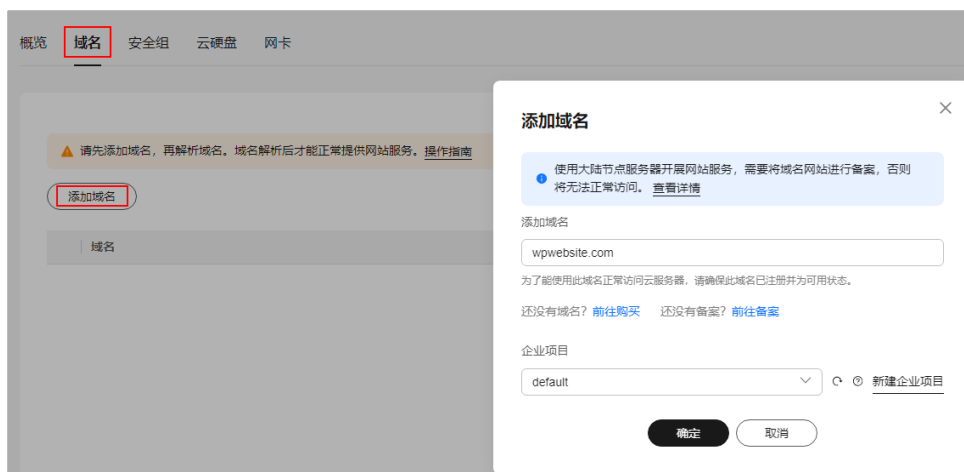 概览 域名 安全组 云硬盘 网卡
请先添加域名，再解析域名。域名解析后才能正常提供网站服务。操作指南
添加域名
域名
添加域名
使用大陆节点服务器开展网站服务，需要将域名网站进行备案，否则
将无法正常访问。 查看详情
添加域名
wpwebsite.com
为了能使用此域名正常访问云服务器，请确保此域名已注册并为可用状态。
还没有域名？前往购买 还没有备案？前往备案
企业项目
default 新建企业项目
确定 取消